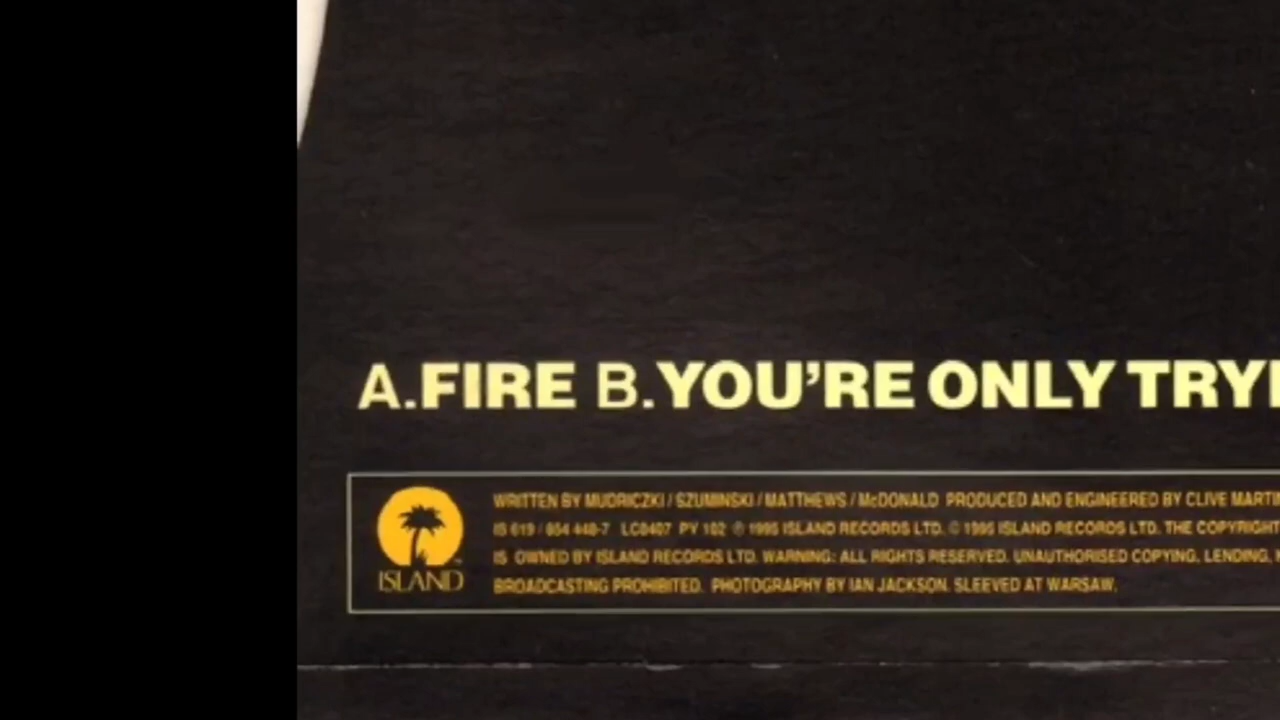 A.FIRE B.YOU'RE ONLY TRYI
WRITTEN BY MUDRICZKI / SZUMINSKI / MATTHEWS / McDONALD PRODUCED AND ENGINEERED BY CLIVE MARTI
IS 619 / 854 448-7 LC0407 PY 102 ℗ 1995 ISLAND RECORDS LTD. © 1995 ISLAND RECORDS LTD. THE COPYRIGHT
IS OWNED BY ISLAND RECORDS LTD. WARNING: ALL RIGHTS RESERVED. UNAUTHORISED COPYING, LENDING,
BROADCASTING PROHIBITED. PHOTOGRAPHY BY IAN JACKSON. SLEEVED AT WARSAW.
ISLAND